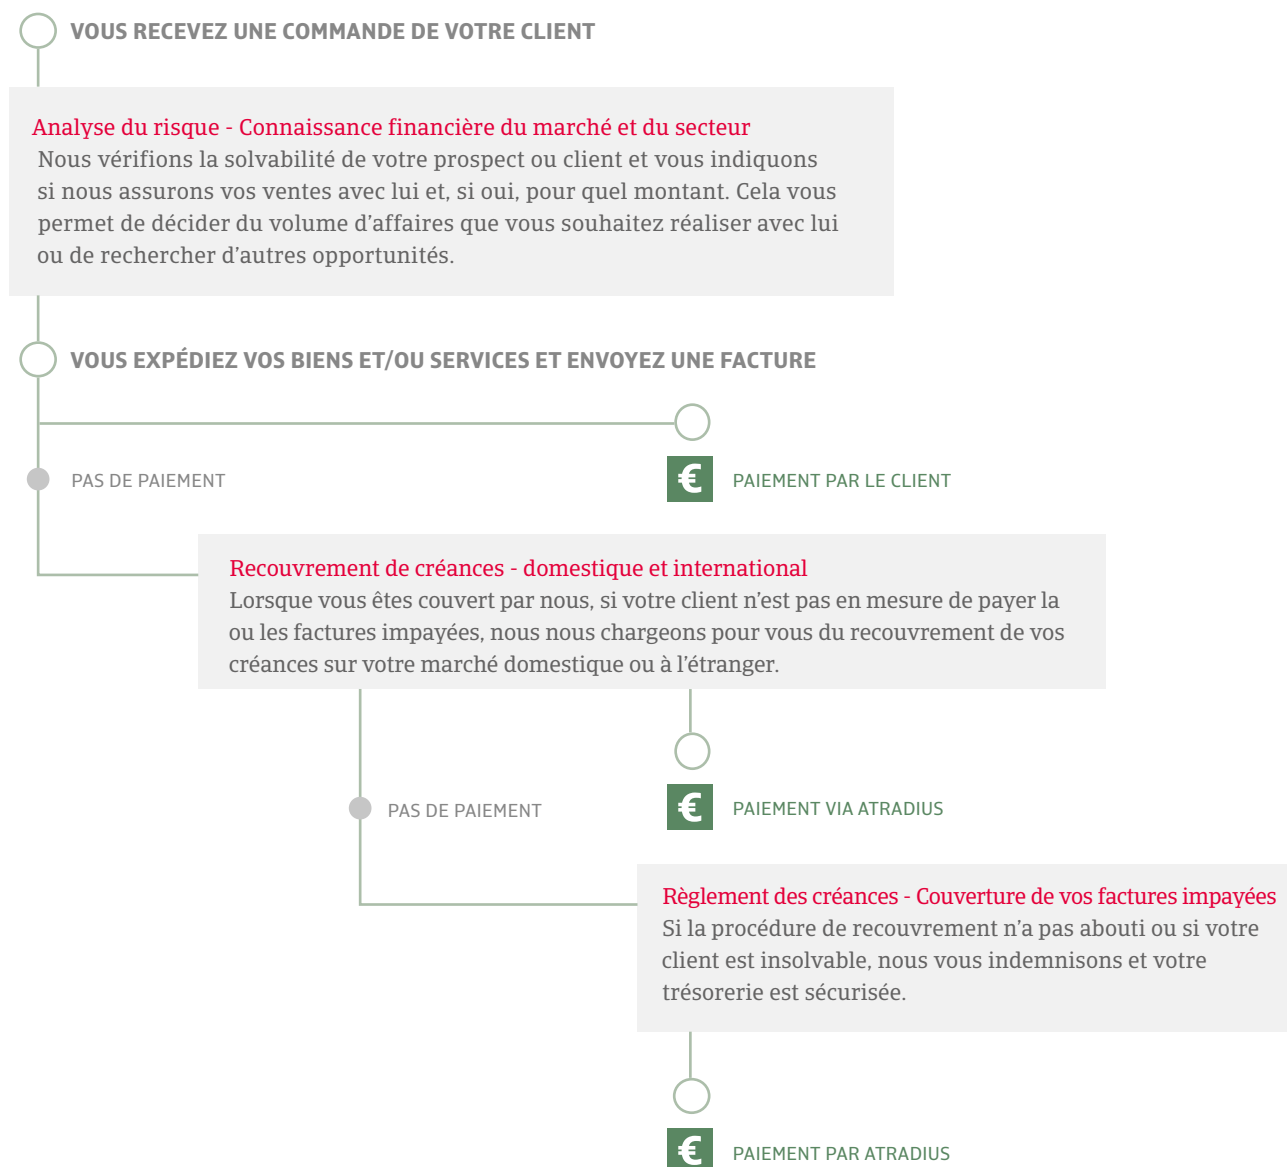 VOUS RECEVEZ UNE COMMANDE DE VOTRE CLIENT
Analyse du risque - Connaissance financière du marché et du secteur
Nous vérifions la solvabilité de votre prospect ou client et vous indiquons
si nous assurons vos ventes avec lui et, si oui, pour quel montant. Cela vous
permet de décider du volume d’affaires que vous souhaitez réaliser avec lui
ou de rechercher d’autres opportunités.
VOUS EXPÉDIEZ VOS BIENS ET/OU SERVICES ET ENVOYEZ UNE FACTURE
PAS DE PAIEMENT
€ PAIEMENT PAR LE CLIENT
Recouvrement de créances - domestique et international
Lorsque vous êtes couvert par nous, si votre client n’est pas en mesure de payer la
ou les factures impayées, nous nous chargeons pour vous du recouvrement de vos
créances sur votre marché domestique ou à l’étranger.
PAS DE PAIEMENT
€ PAIEMENT VIA ATRADIUS
Règlement des créances - Couverture de vos factures impayées
Si la procédure de recouvrement n’a pas abouti ou si votre
client est insolvable, nous vous indemnisons et votre
trésorerie est sécurisée.
€ PAIEMENT PAR ATRADIUS